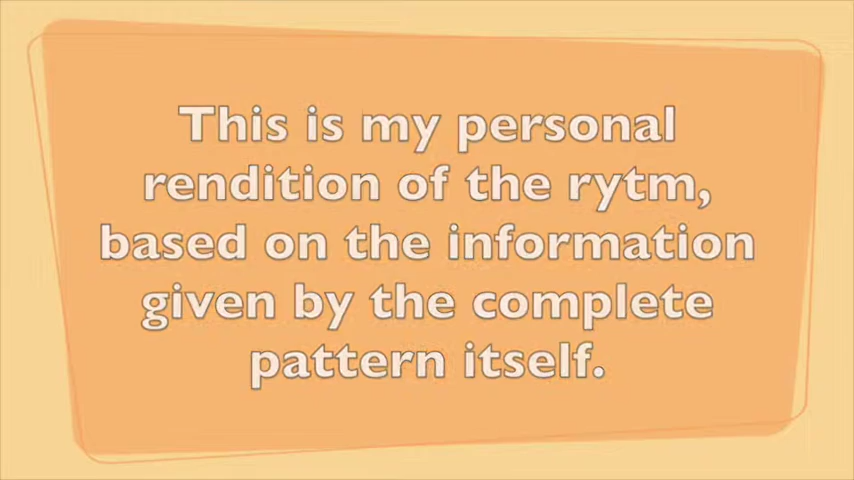 This is my personal
rendition of the rytm,
based on the information
given by the complete
pattern itself.